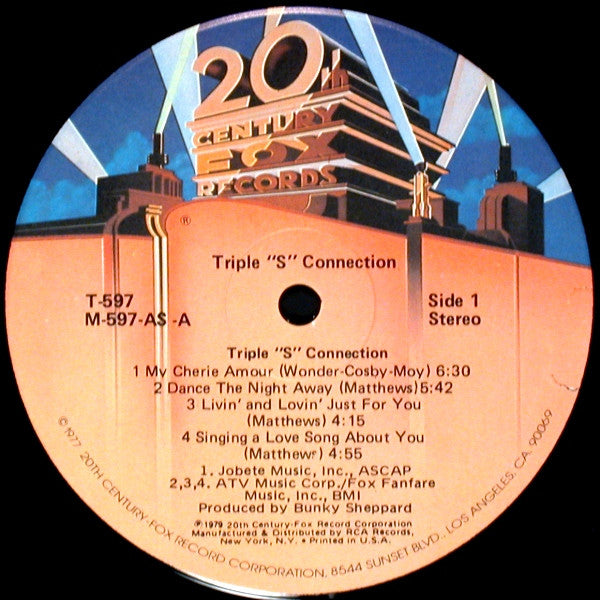 20th
CENTURY
FOX
RECORDS
®
Triple "S" Connection
T-597
M-597-AS -A
Side 1
Stereo
Triple "S" Connection
1 My Cherie Amour (Wonder-Cosby-Moy) 6:30
2 Dance The Night Away (Matthews) 5:42
3 Livin' and Lovin' Just For You
(Matthews) 4:15
4 Singing a Love Song About You
(Matthews) 4:55
1. Jobete Music, Inc., ASCAP
2,3,4. ATV Music Corp./Fox Fanfare
Music, Inc., BMI
Produced by Bunky Sheppard
℗1979 20th Century-Fox Record Corporation
Manufactured & Distributed by RCA Records,
New York, N.Y. • Printed in U.S.A.
©1977 20TH CENTURY-FOX RECORD CORPORATION, 8544 SUNSET BLVD., LOS ANGELES, CA. 90069